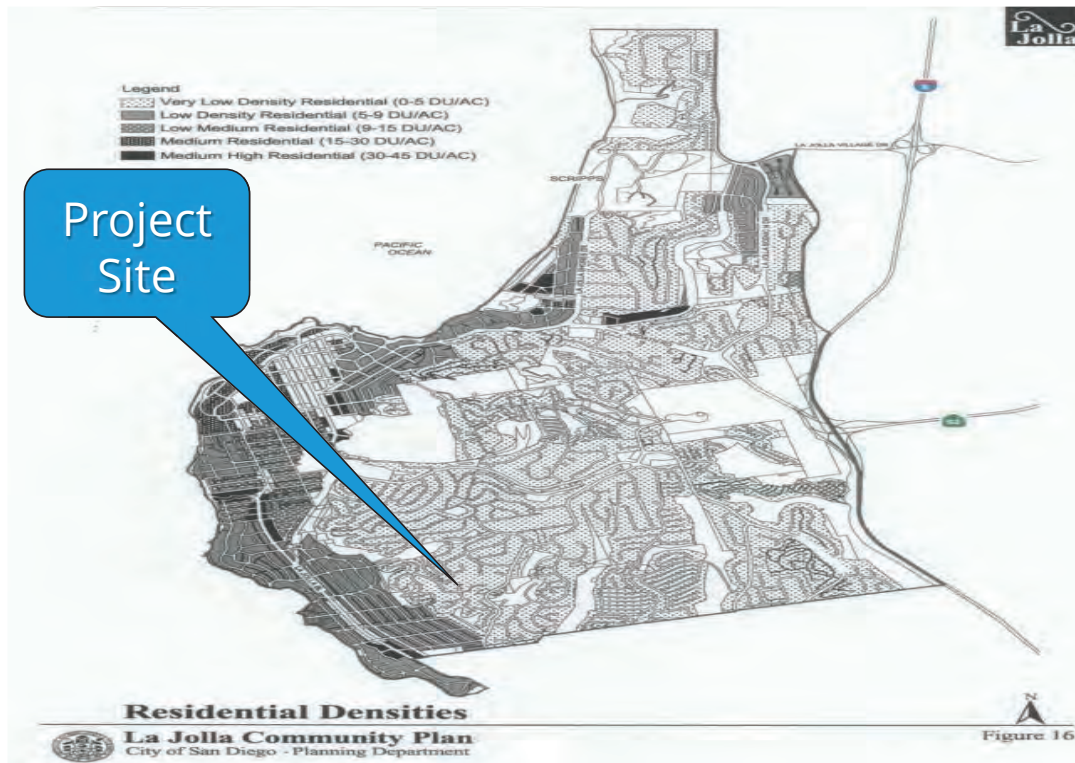 La
Jolla
Legend
Very Low Density Residential (0-5 DU/AC)
Low Density Residential (5-9 DU/AC)
Low Medium Residential (9-15 DU/AC)
Medium Residential (15-30 DU/AC)
Medium High Residential (30-45 DU/AC)
5
LA JOLLA VILLAGE DR
SCRIPPS
Project
Site
PACIFIC
OCEAN
52
Residential Densities
La Jolla Community Plan
City of San Diego - Planning Department
N
Figure 16